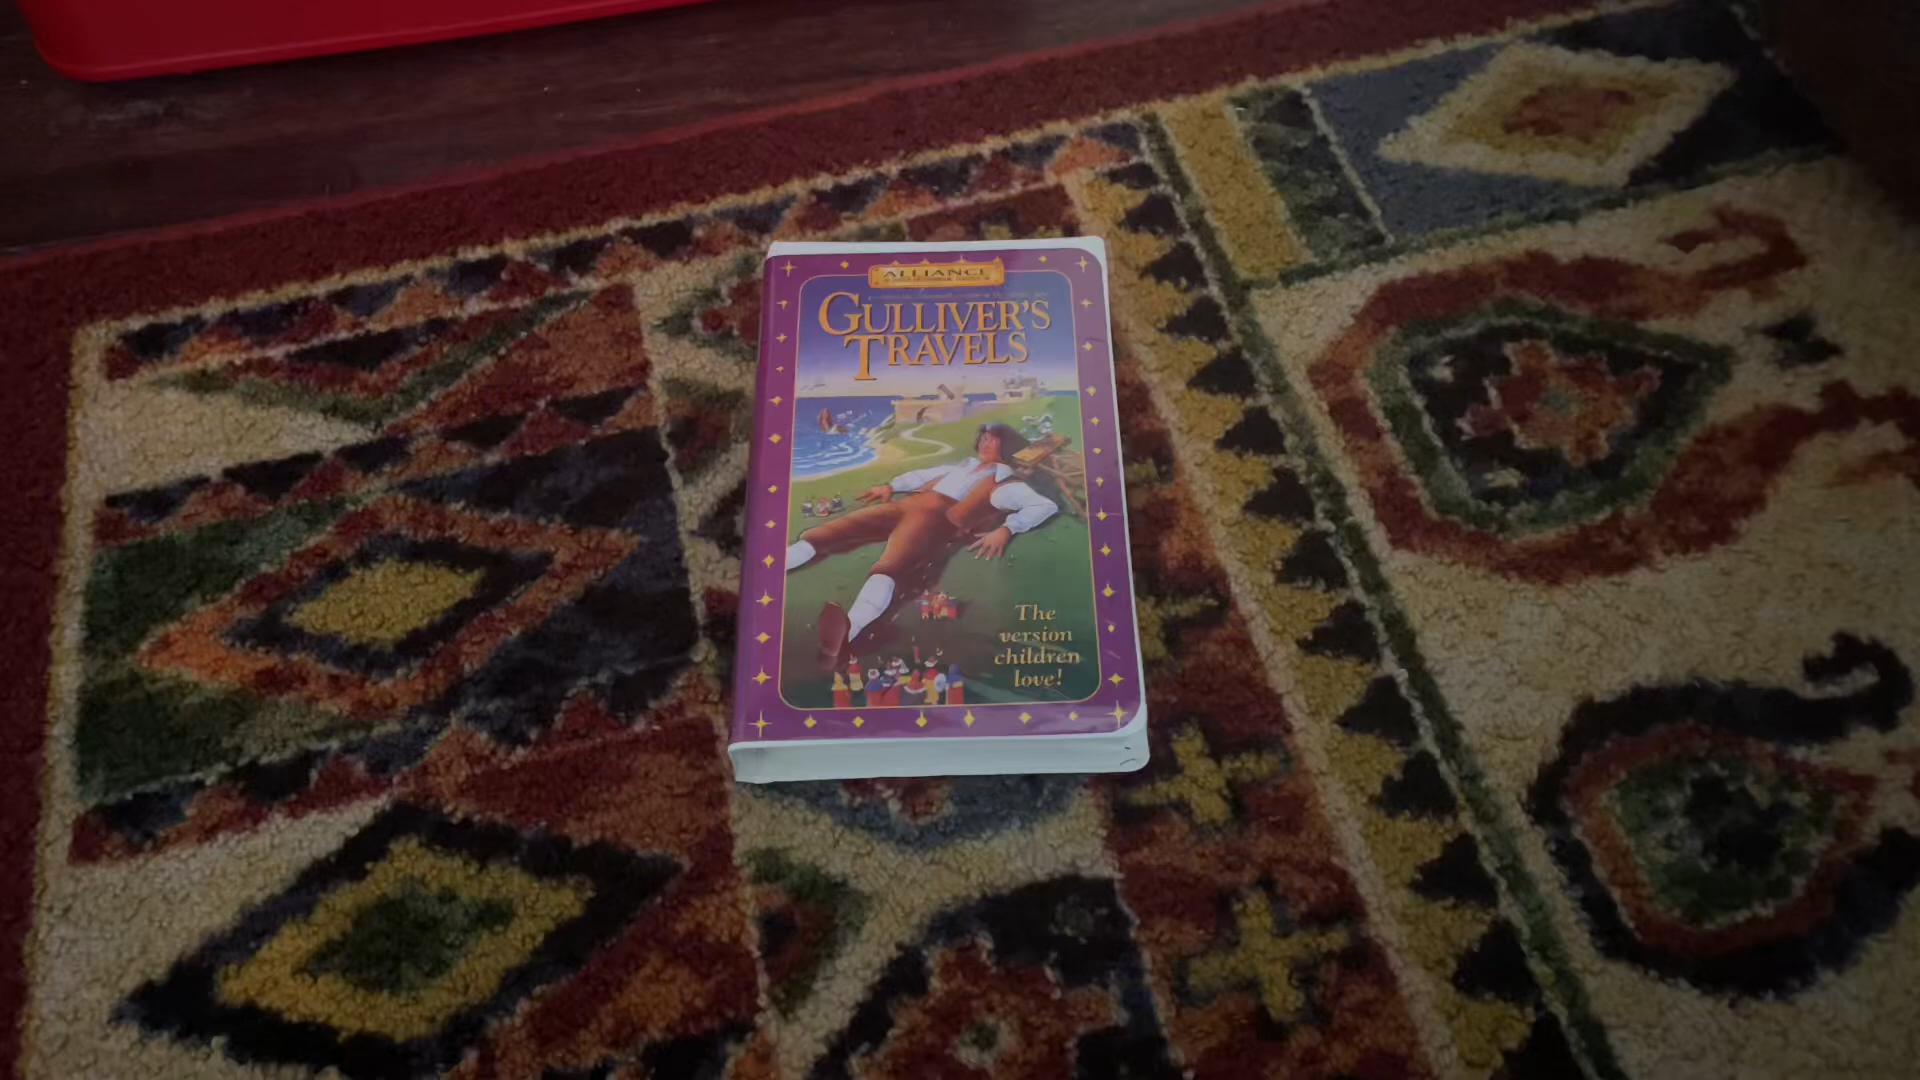 ALLIANCE
GULLIVER'S
TRAVELS
The
version
children
love!